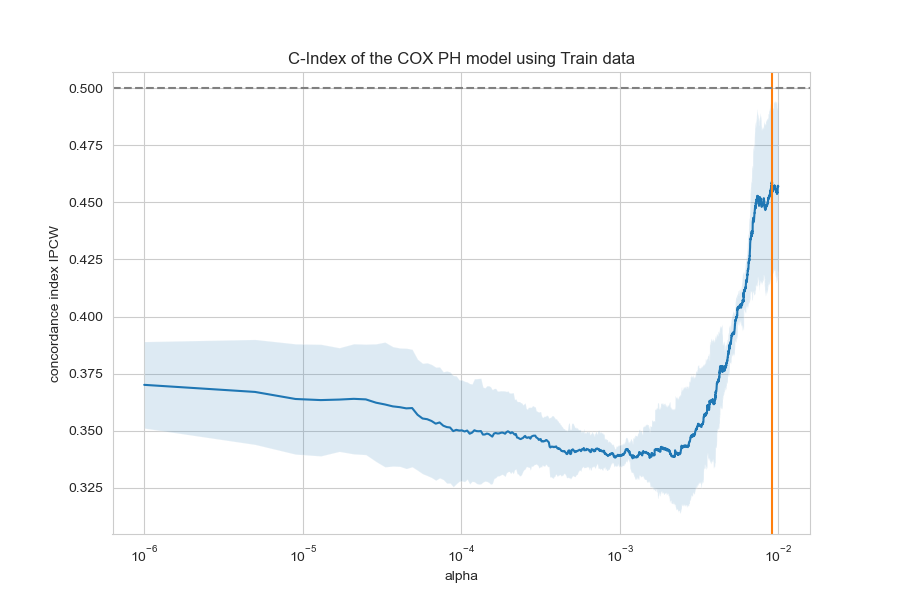 C-Index of the COX PH model using Train data
concordance index IPCW
0.500
0.475
0.450
0.425
0.400
0.375
0.350
0.325
10⁻⁶ 10⁻⁵ 10⁻⁴ 10⁻³ 10⁻²
alpha